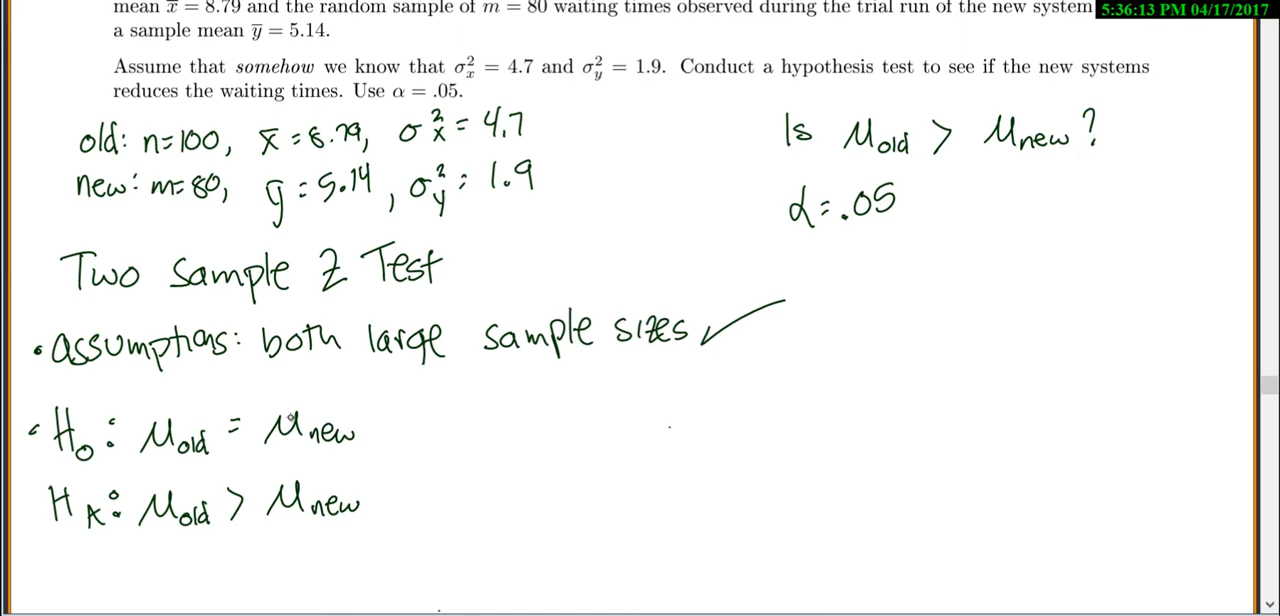 mean x̅ = 8.79 and the random sample of m = 80 waiting times observed during the trial run of the new system
5:36:13 PM 04/17/2017
a sample mean y̅ = 5.14.
Assume that somehow we know that σ²ₓ = 4.7 and σ²ᵧ = 1.9. Conduct a hypothesis test to see if the new systems
reduces the waiting times. Use α = .05.
old: n=100, x̅ = 8.79, σ²ₓ = 4.7
new: m=80, y̅ = 5.14, σ²ᵧ = 1.9
Is μold > μnew?
α = .05
Two Sample Z Test
• assumptions: both large sample sizes ✓
• H₀: μold = μnew
H_A: μold > μnew